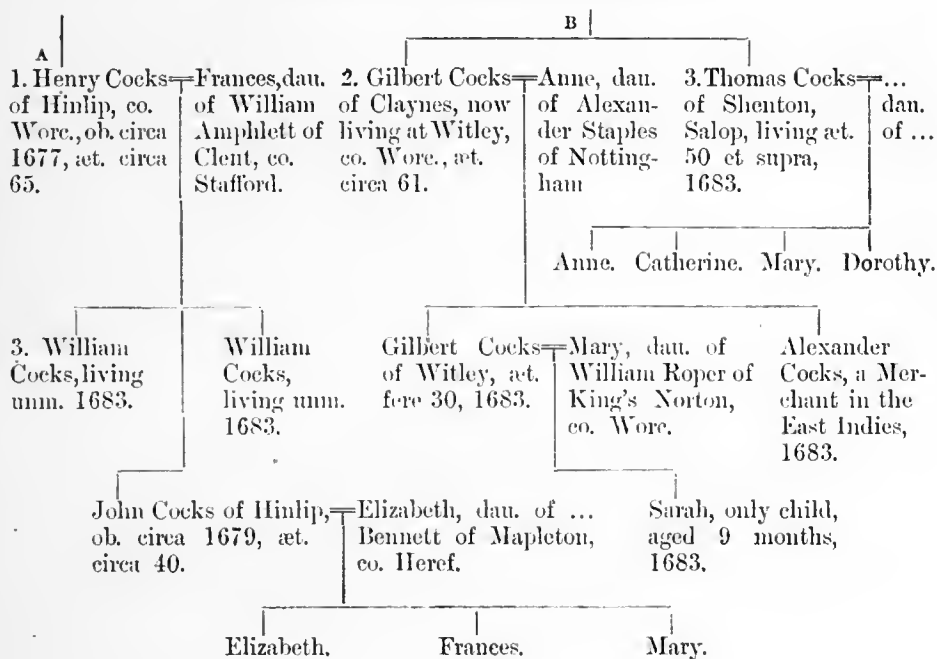 A
B
1. Henry Cocks
of Hinlip, co.
Worc., ob. circa
1677, æt. circa
65.
Frances, dau.
of William
Amphlett of
Clent, co.
Stafford.
2. Gilbert Cocks
of Claynes, now
living at Witley,
co. Worc., æt.
circa 61.
Anne, dau.
of Alexan-
der Staples
of Notting-
ham
3. Thomas Cocks
of Shenton,
Salop, living æt.
50 et supra,
1683.
...
dau.
of ...
Anne. Catherine. Mary. Dorothy.
3. William
Cocks, living
unm. 1683.
William
Cocks,
living unm.
1683.
Gilbert Cocks
of Witley, æt.
fere 30, 1683.
Mary, dau. of
William Roper of
King's Norton,
co. Worc.
Alexander
Cocks, a Mer-
chant in the
East Indies,
1683.
John Cocks of Hinlip,
ob. circa 1679, æt.
circa 40.
Elizabeth, dau. of ...
Bennett of Mapleton,
co. Heref.
Sarah, only child,
aged 9 months,
1683.
Elizabeth. Frances. Mary.